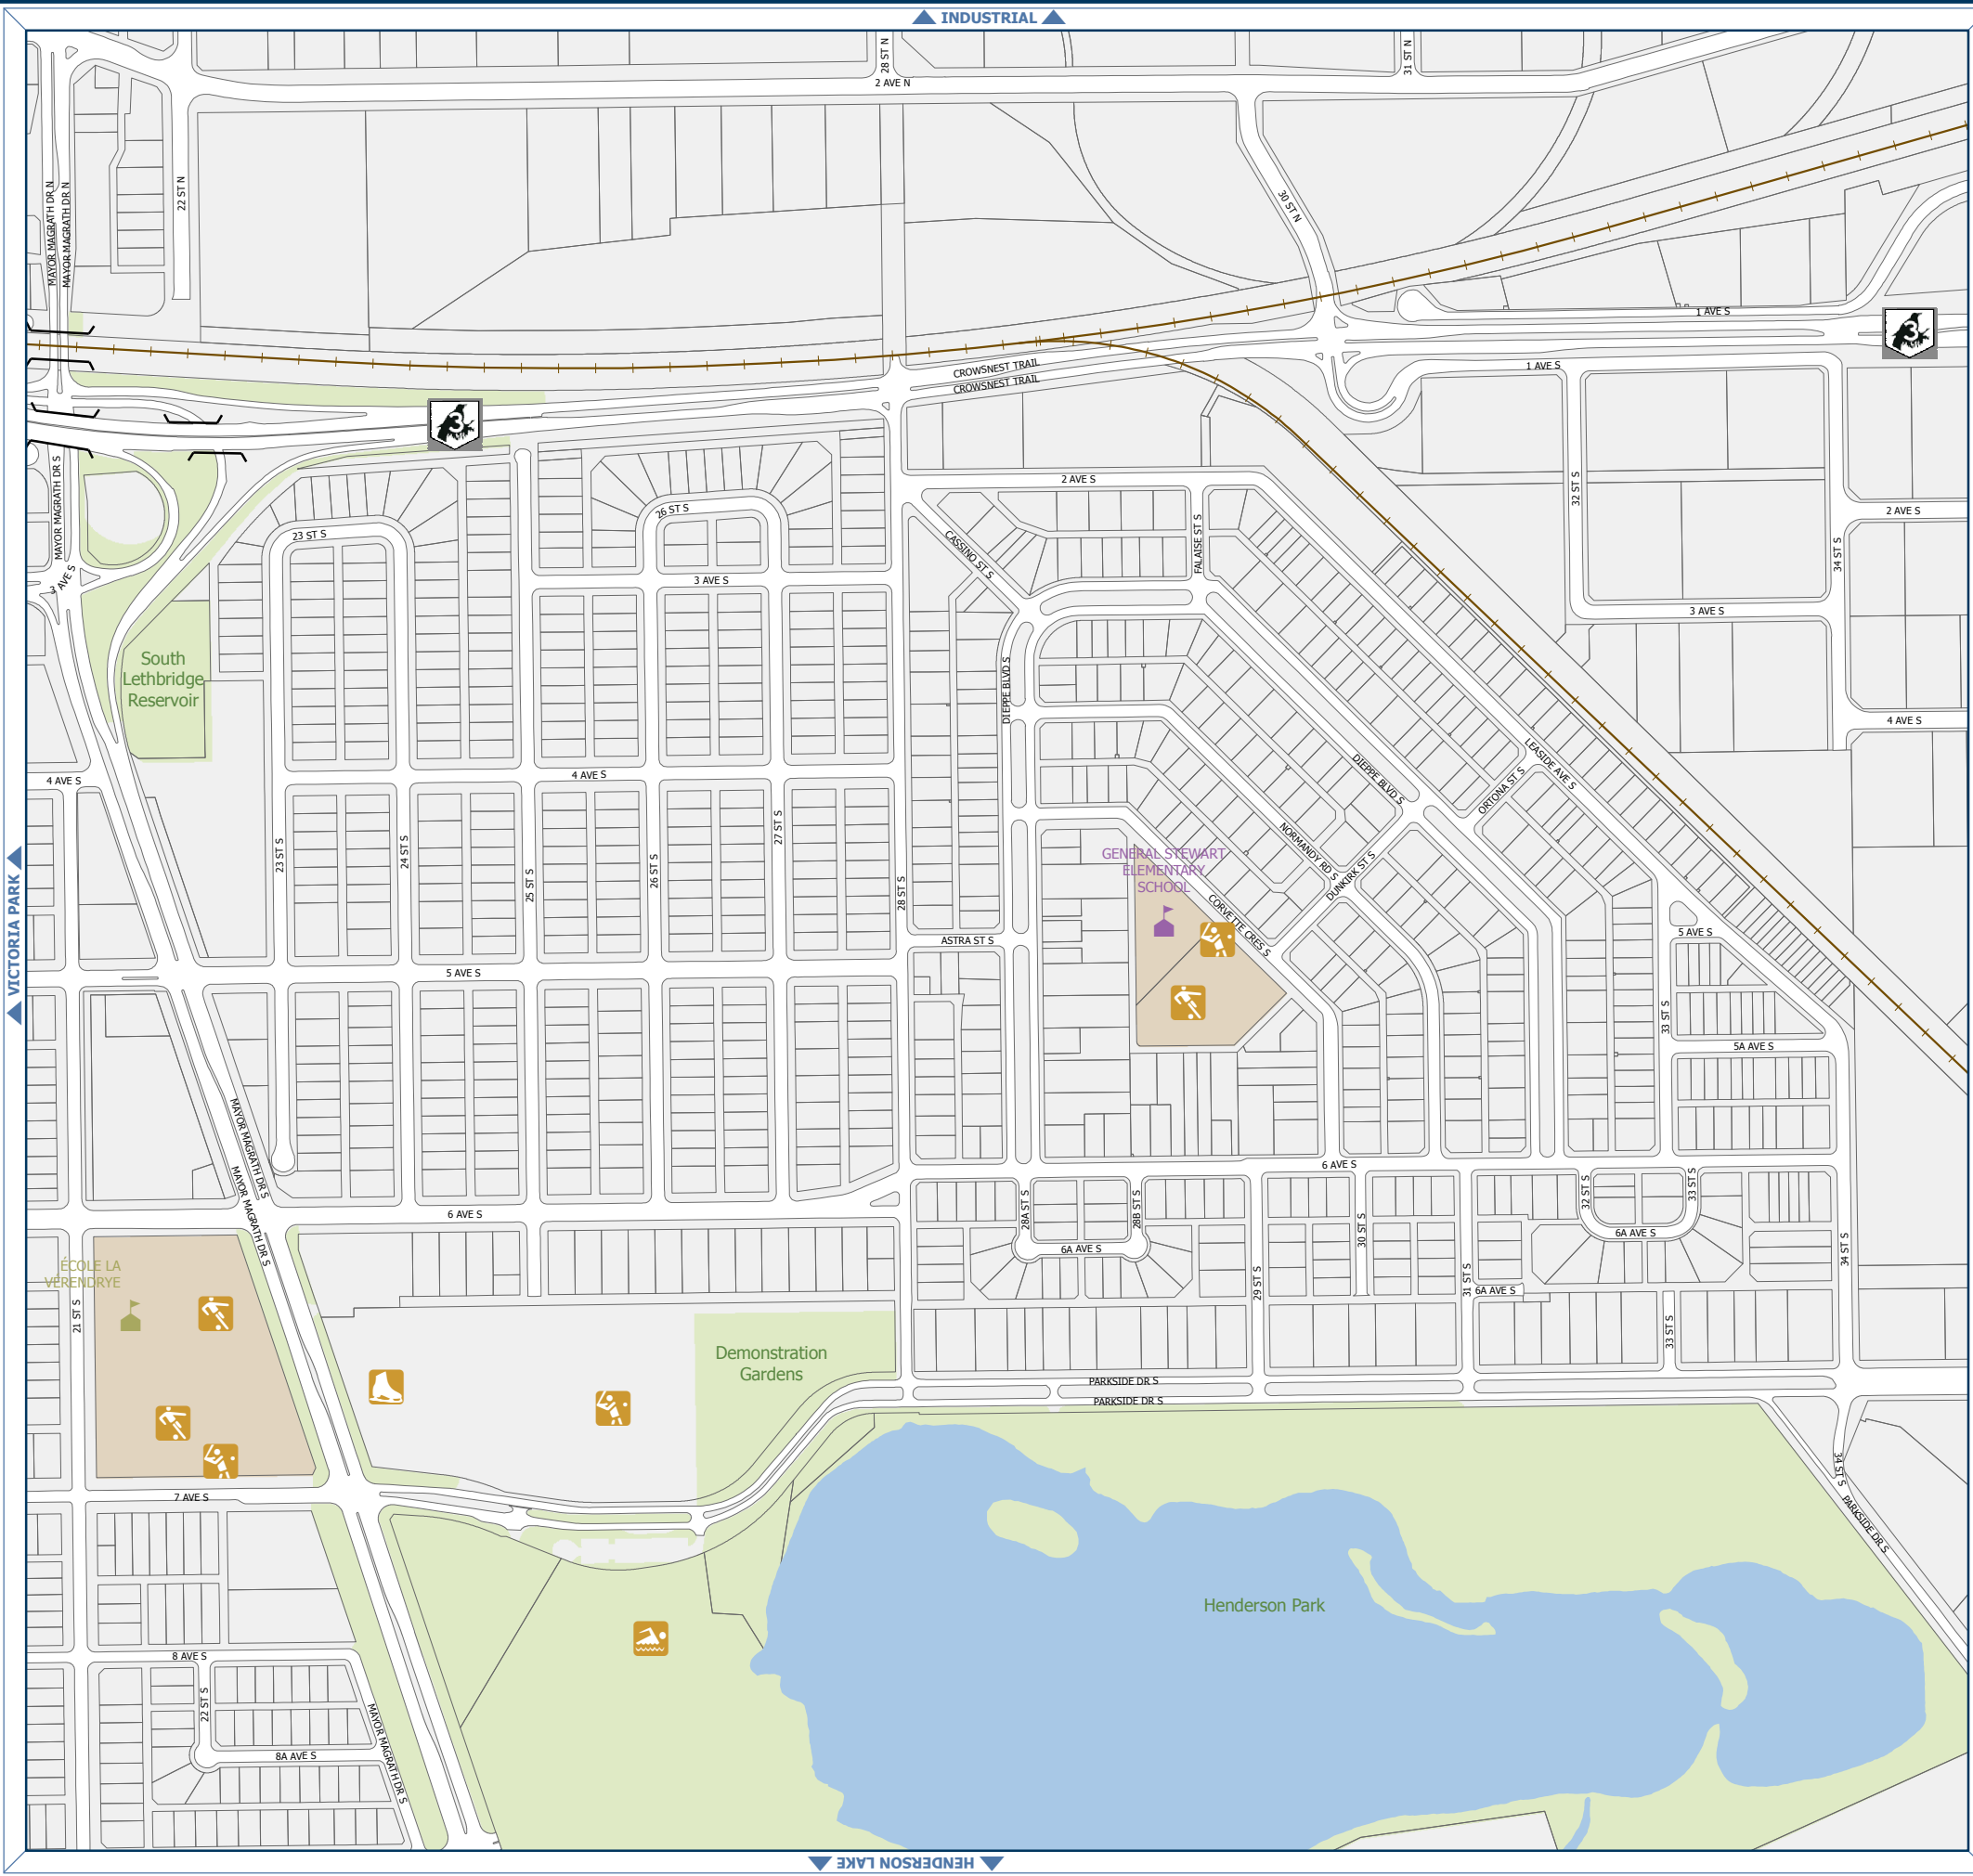 INDUSTRIAL
28 ST N
31 ST N
2 AVE N
MAYOR MAGRATH DR N
MAYOR MAGRATH DR N
22 ST N
30 ST N
1 AVE S
3
CROWSNEST TRAIL
CROWSNEST TRAIL
1 AVE S
3
MAYOR MAGRATH DR S
2 AVE S
26 ST S
23 ST S
CASSINO ST S
FALAISE ST S
32 ST S
2 AVE S
34 ST S
3 AVE S
3 AVE S
3 AVE S
South
Lethbridge
Reservoir
DIEPPE BLVD S
4 AVE S
4 AVE S
4 AVE S
DIEPPE BLVD S
LEASIDE AVE S
ORTONA ST S
23 ST S
24 ST S
25 ST S
26 ST S
27 ST S
28 ST S
GENERAL STEWART
ELEMENTARY
SCHOOL
NORMANDY RD S
DUNKIRK ST S
CORVETTE CRES S
VICTORIA PARK
ASTRA ST S
5 AVE S
5 AVE S
33 ST S
5A AVE S
MAYOR MAGRATH DR S
MAYOR MAGRATH DR S
6 AVE S
6 AVE S
28A ST S
28B ST S
6A AVE S
30 ST S
32 ST S
33 ST S
6A AVE S
34 ST S
ÉCOLE LA
VERENDRYE
21 ST S
29 ST S
31 ST S
6A AVE S
33 ST S
Demonstration
Gardens
PARKSIDE DR S
PARKSIDE DR S
34 ST S
PARKSIDE DR S
7 AVE S
Henderson Park
8 AVE S
22 ST S
MAYOR MAGRATH DR S
8A AVE S
HENDERSON LAKE